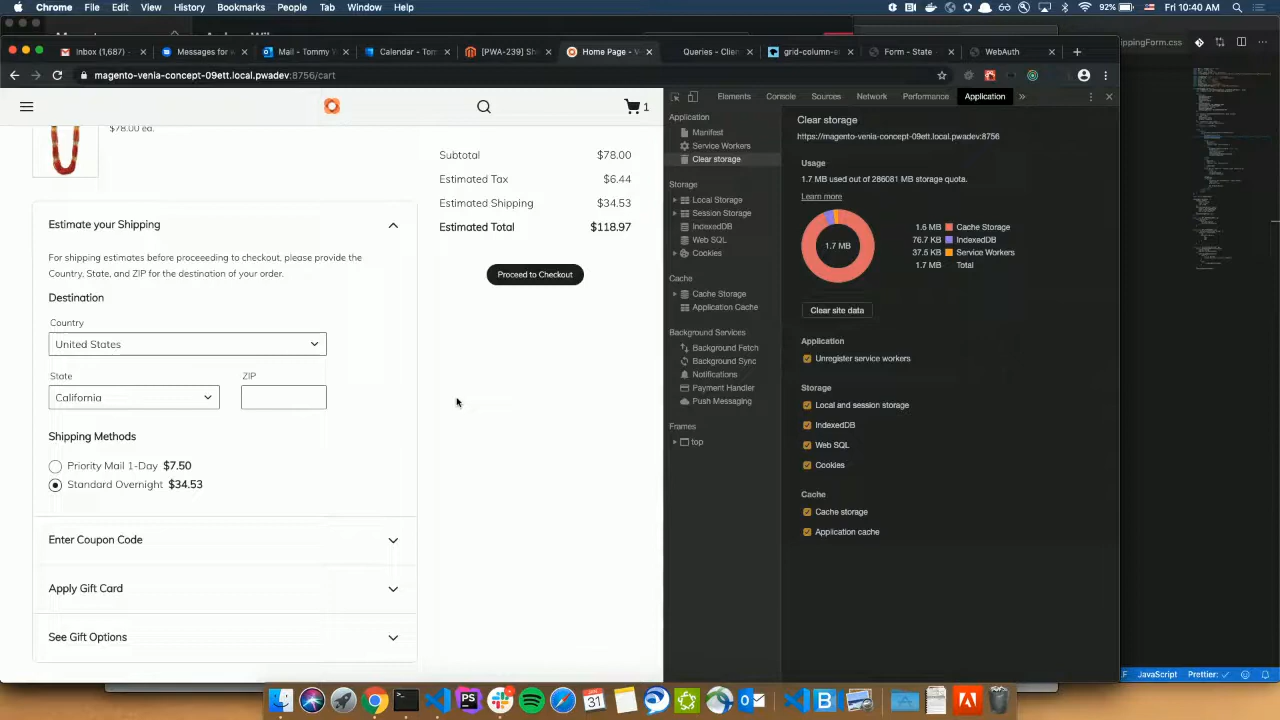 Chrome File Edit View History Bookmarks People Tab Window Help
92% Fri 10:40 AM
Inbox (1,687) -
Messages for
Mail - Tommy
Calendar - Tom
[PWA-239] Sh
Home Page - V
Queries - Clien
grid-column-
Form - State
WebAuth
ppingForm.css
magento-venia-concept-09ett.local.pwadev:8756/cart
1
$78.00 ea.
Subtotal $78.00
Estimated Tax $6.44
Estimated Shipping $34.53
Estimated Total $118.97
Proceed to Checkout
Estimate your Shipping
For shipping estimates before proceeeding to checkout, please provide the
Country, State, and ZIP for the destination of your order.
Destination
Country
United States
State ZIP
California
Shipping Methods
Priority Mail 1-Day $7.50
Standard Overnight $34.53
Enter Coupon Code
Apply Gift Card
See Gift Options
Elements Console Sources Network Performance Application »
Application
Manifest
Service Workers
Clear storage
Storage
Local Storage
Session Storage
IndexedDB
Web SQL
Cookies
Cache
Cache Storage
Application Cache
Background Services
Background Fetch
Background Sync
Notifications
Payment Handler
Push Messaging
Frames
top
Clear storage
https://magento-venia-concept-09ett.local.pwadev:8756
Usage
1.7 MB used out of 286081 MB storage quota.
Learn more
1.7 MB
1.6 MB Cache Storage
76.7 KB IndexedDB
37.5 KB Service Workers
1.7 MB Total
Clear site data
Application
Unregister service workers
Storage
Local and session storage
IndexedDB
Web SQL
Cookies
Cache
Cache storage
Application cache
F JavaScript Prettier: ✓
PS
31
B